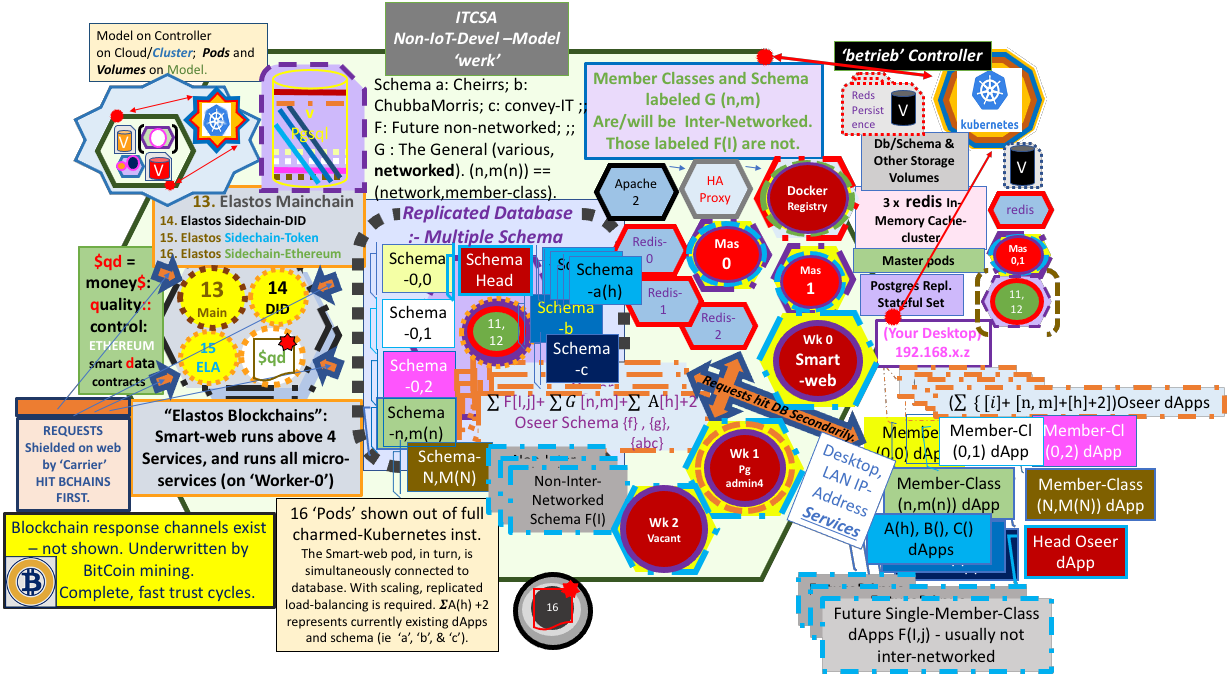 ITCSA
Non-IoT-Devel –Model
‘werk’
Model on Controller
on Cloud/Cluster; Pods and
Volumes on Model.
V
V
V
Pgsql
Schema a: Cheirrs; b:
ChubbaMorris; c: convey-IT ;;
F: Future non-networked; ;;
G : The General (various,
networked). (n,m(n)) ==
(network,member-class).
Member Classes and Schema
labeled G (n,m)
Are/will be Inter-Networked.
Those labeled F(I) are not.
‘betrieb’ Controller
Reds
Persist
ence
V
kubernetes
Db/Schema &
Other Storage
Volumes
V
3 x redis In-
Memory Cache-
cluster
redis
Master pods
Mas
0,1
Postgres Repl.
Stateful Set
11,
12
(Your Desktop)
192.168.x.z
Apache
2
HA
Proxy
Docker
Registry
Redis-
0
Mas
0
Redis-
1
Mas
1
Redis-
2
Wk 0
Smart
-web
13. Elastos Mainchain
14. Elastos Sidechain-DID
15. Elastos Sidechain-Token
16. Elastos Sidechain-Ethereum
$qd =
money$:
quality::
control:
ETHEREUM
smart data
contracts
13
Main
14
DID
15
ELA
$qd
Replicated Database
:- Multiple Schema
Schema
-0,0
Schema
Head
Schema
-a(h)
Schema
-0,1
11,
12
Schema
-b
Schema
-c
Schema
-0,2
Schema
-n,m(n)
Schema-
N,M(N)
∑ F[I,j]+ ∑ G [n,m]+∑ A[h]+2
Oseer Schema {f} , {g},
{abc}
Requests hit DB Secondarily.
Non-Inter-
Networked
Schema F(I)
Wk 1
Pg
admin4
Wk 2
Vacant
REQUESTS
Shielded on web
by ‘Carrier’
HIT BCHAINS
FIRST.
“Elastos Blockchains”:
Smart-web runs above 4
Services, and runs all micro-
services (on ‘Worker-0’)
Blockchain response channels exist
– not shown. Underwritten by
BitCoin mining.
Complete, fast trust cycles.
16 ‘Pods’ shown out of full
charmed-Kubernetes inst.
The Smart-web pod, in turn, is
simultaneously connected to
database. With scaling, replicated
load-balancing is required. ΣA(h) +2
represents currently existing dApps
and schema (ie ‘a’, ‘b’, & ‘c’).
16
Desktop,
LAN IP-
Address
Services
(∑ { [i]+ [n, m]+[h]+2])Oseer dApps
Membe
(0,0) dApp
Member-Cl
(0,1) dApp
Member-Cl
(0,2) dApp
Member-Class
(n,m(n)) dApp
Member-Class
(N,M(N)) dApp
A(h), B(), C()
dApps
Head Oseer
dApp
Future Single-Member-Class
dApps F(I,j) - usually not
inter-networked